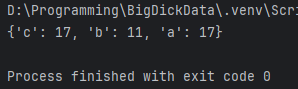 D:\Programming\BigDickData\.venv\Scri
{'c': 17, 'b': 11, 'a': 17}
Process finished with exit code 0